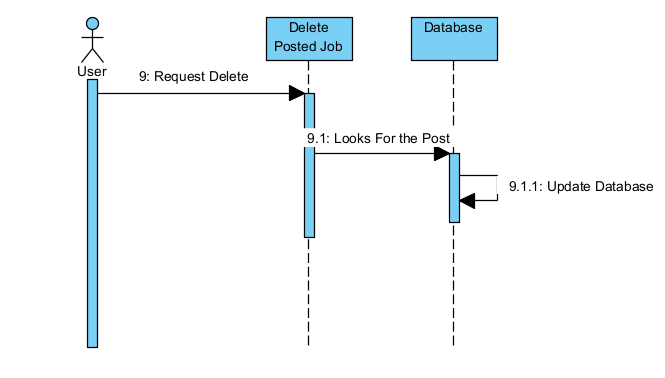 Delete
Posted Job
Database
User
9: Request Delete
9.1: Looks For the Post
9.1.1: Update Database